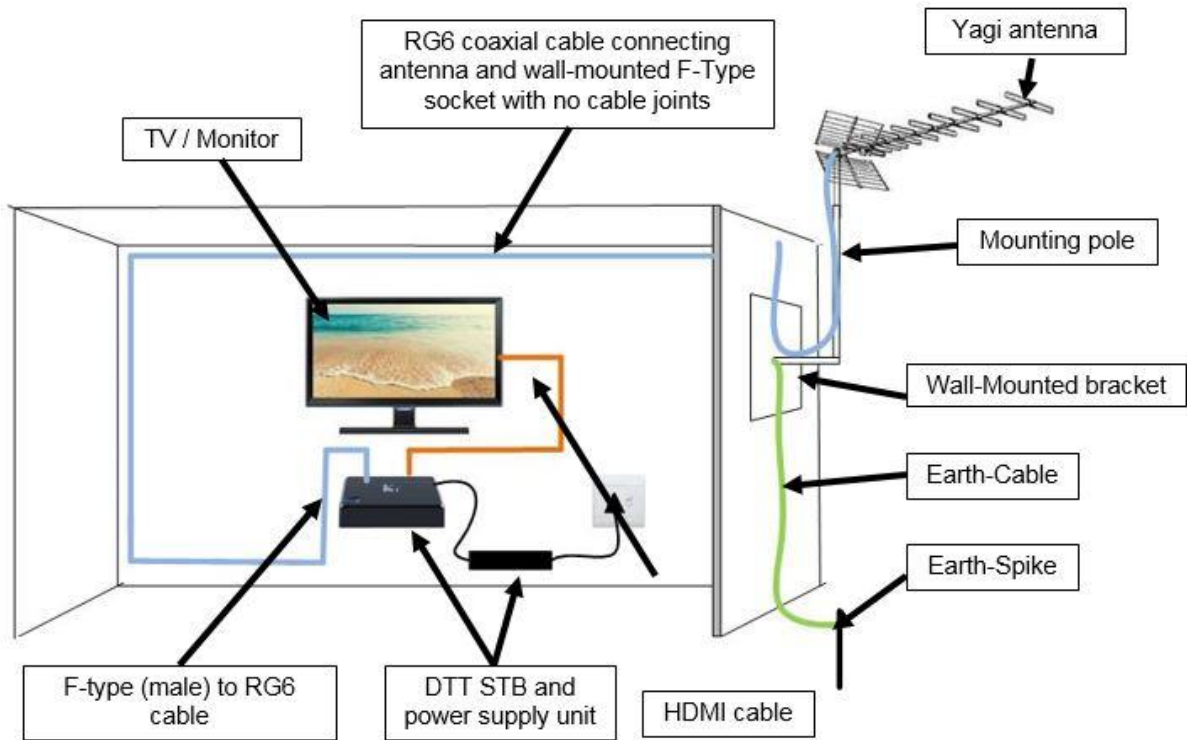 RG6 coaxial cable connecting
antenna and wall-mounted F-Type
socket with no cable joints
Yagi antenna
TV / Monitor
Mounting pole
Wall-Mounted bracket
Earth-Cable
Earth-Spike
F-type (male) to RG6
cable
DTT STB and
power supply unit
HDMI cable